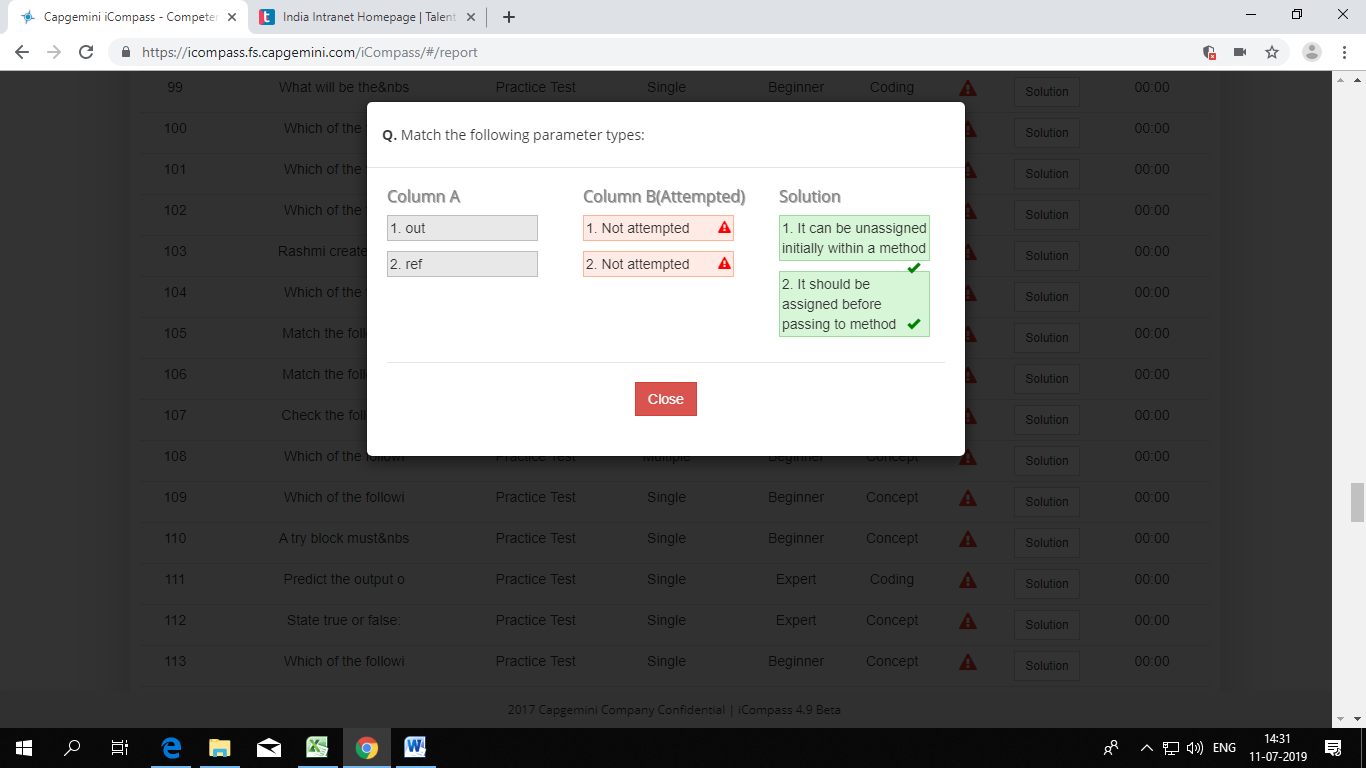 Capgemini iCompass - Competer
India Intranet Homepage | Talent
https://icompass.fs.capgemini.com/iCompass/#/report
99 What will be the&nbs Practice Test Single Beginner Coding Solution 00:00
Q. Match the following parameter types:
100 Which of the Solution 00:00
101 Which of the Solution 00:00
Column A Column B(Attempted) Solution
102 Which of the Solution 00:00
1. out 1. Not attempted 1. It can be unassigned
initially within a method
103 Rashmi create Solution 00:00
2. ref 2. Not attempted 2. It should be
assigned before
passing to method
104 Which of the Solution 00:00
105 Match the foll Solution 00:00
106 Match the foll Solution 00:00
Close
107 Check the foll Solution 00:00
108 Which of the followi Practice Test Multiple Beginner Concept Solution 00:00
109 Which of the followi Practice Test Single Beginner Concept Solution 00:00
110 A try block must&nbs Practice Test Single Beginner Concept Solution 00:00
111 Predict the output o Practice Test Single Expert Coding Solution 00:00
112 State true or false: Practice Test Single Expert Concept Solution 00:00
113 Which of the followi Practice Test Single Beginner Concept Solution 00:00
2017 Capgemini Company Confidential | iCompass 4.9 Beta
ENG
14:31
11-07-2019